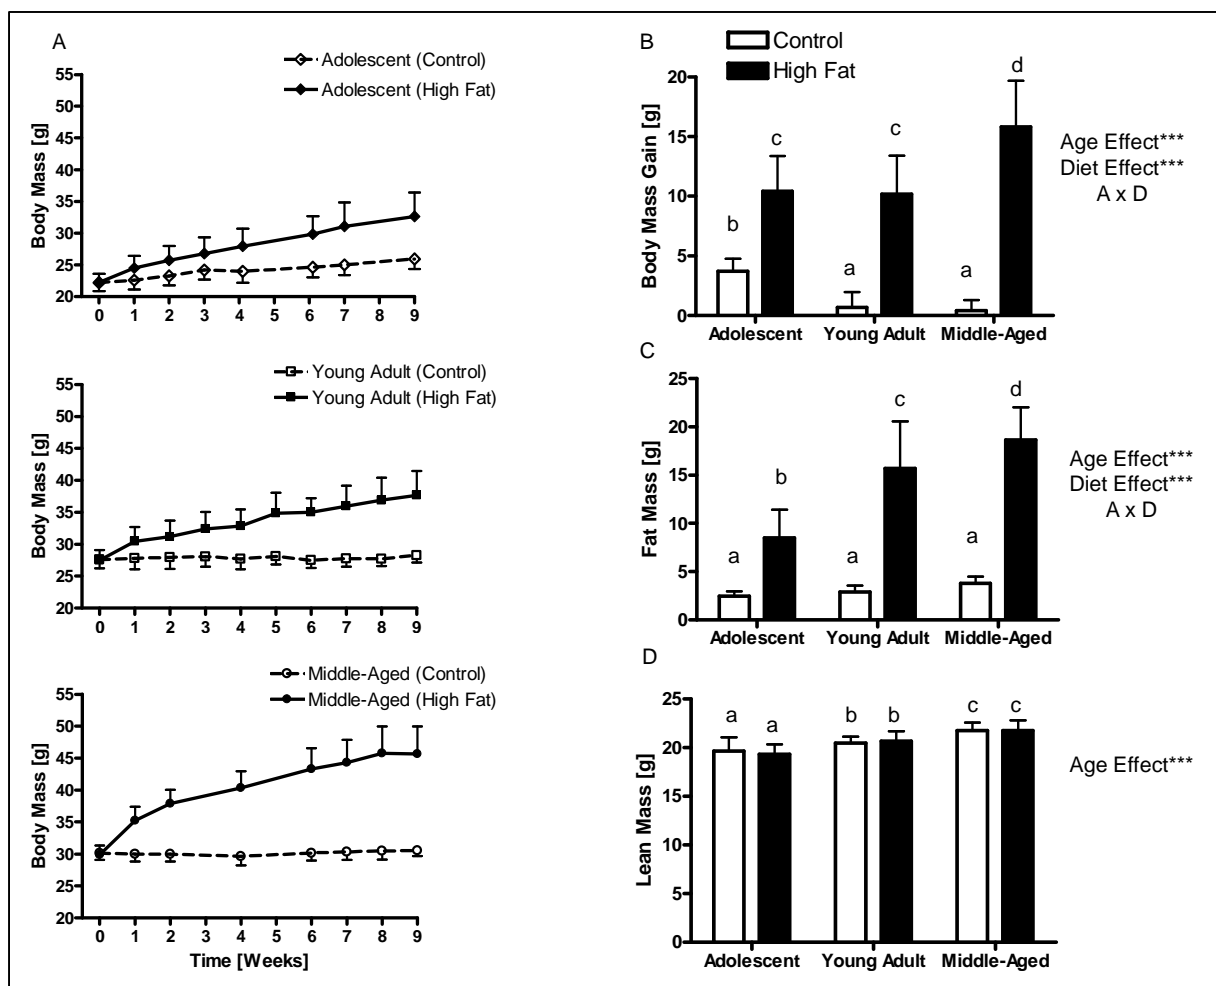 A
Adolescent (Control)
Adolescent (High Fat)
Body Mass [g]
55
50
45
40
35
30
25
20
0 1 2 3 4 5 6 7 8 9
Young Adult (Control)
Young Adult (High Fat)
Body Mass [g]
55
50
45
40
35
30
25
20
0 1 2 3 4 5 6 7 8 9
Middle-Aged (Control)
Middle-Aged (High Fat)
Body Mass [g]
55
50
45
40
35
30
25
20
0 1 2 3 4 5 6 7 8 9
Time [Weeks]
B
Control
High Fat
Body Mass Gain [g]
20
15
10
5
0
b c a c a d
Adolescent Young Adult Middle-Aged
Age Effect***
Diet Effect***
A x D
C
Fat Mass [g]
25
20
15
10
5
0
a b a c a d
Adolescent Young Adult Middle-Aged
Age Effect***
Diet Effect***
A x D
D
Lean Mass [g]
25
20
15
10
5
0
a a b b c c
Adolescent Young Adult Middle-Aged
Age Effect***